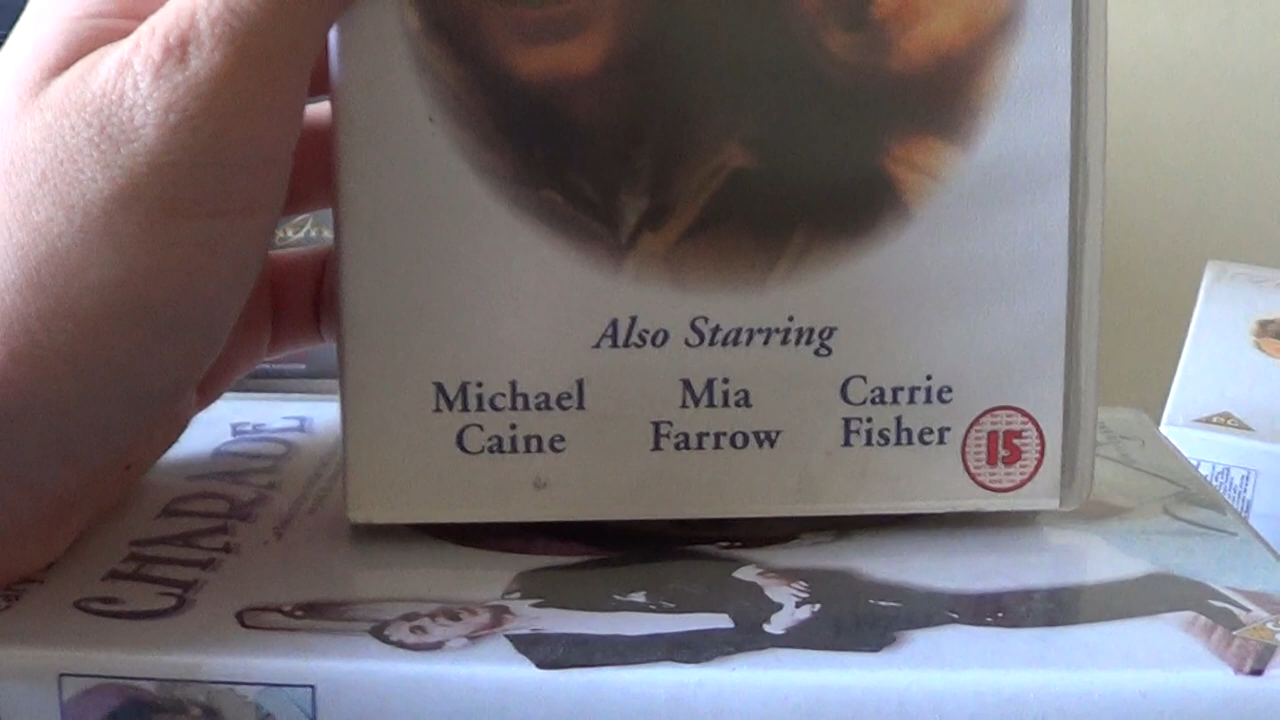 Also Starring
Michael Mia Carrie
Caine Farrow Fisher
15
CHARADE